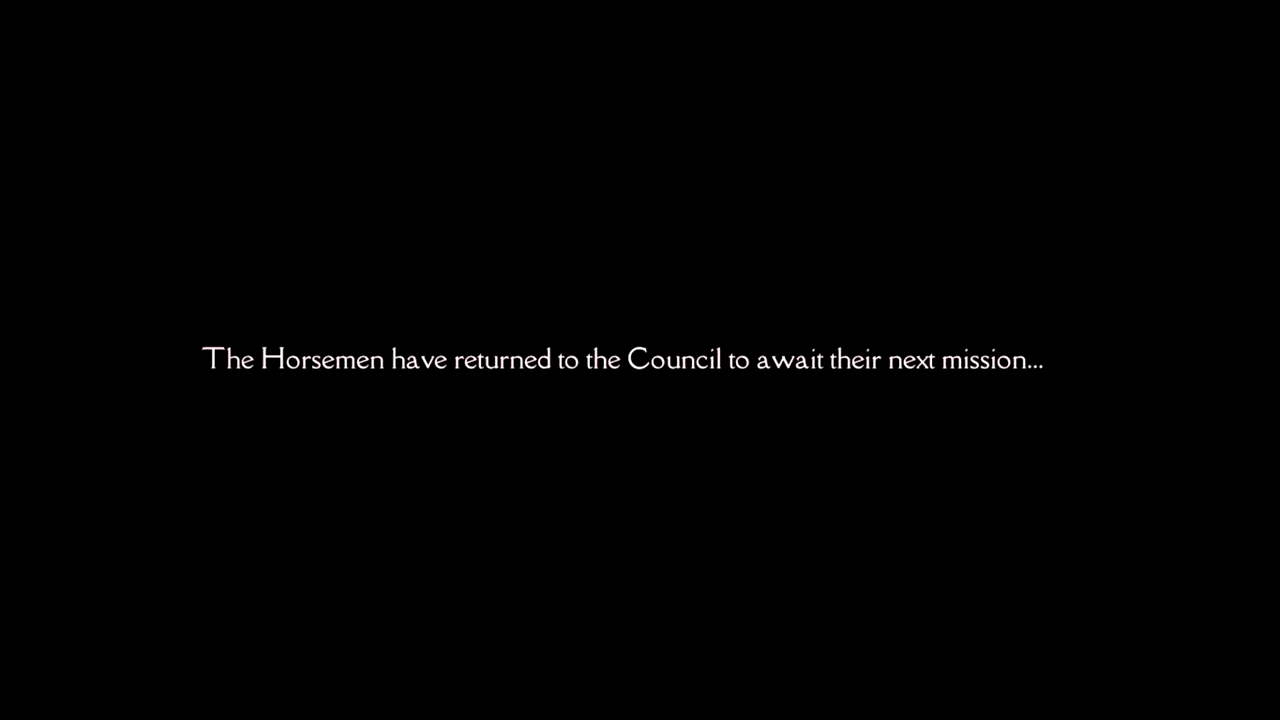 The Horsemen have returned to the Council to await their next mission...